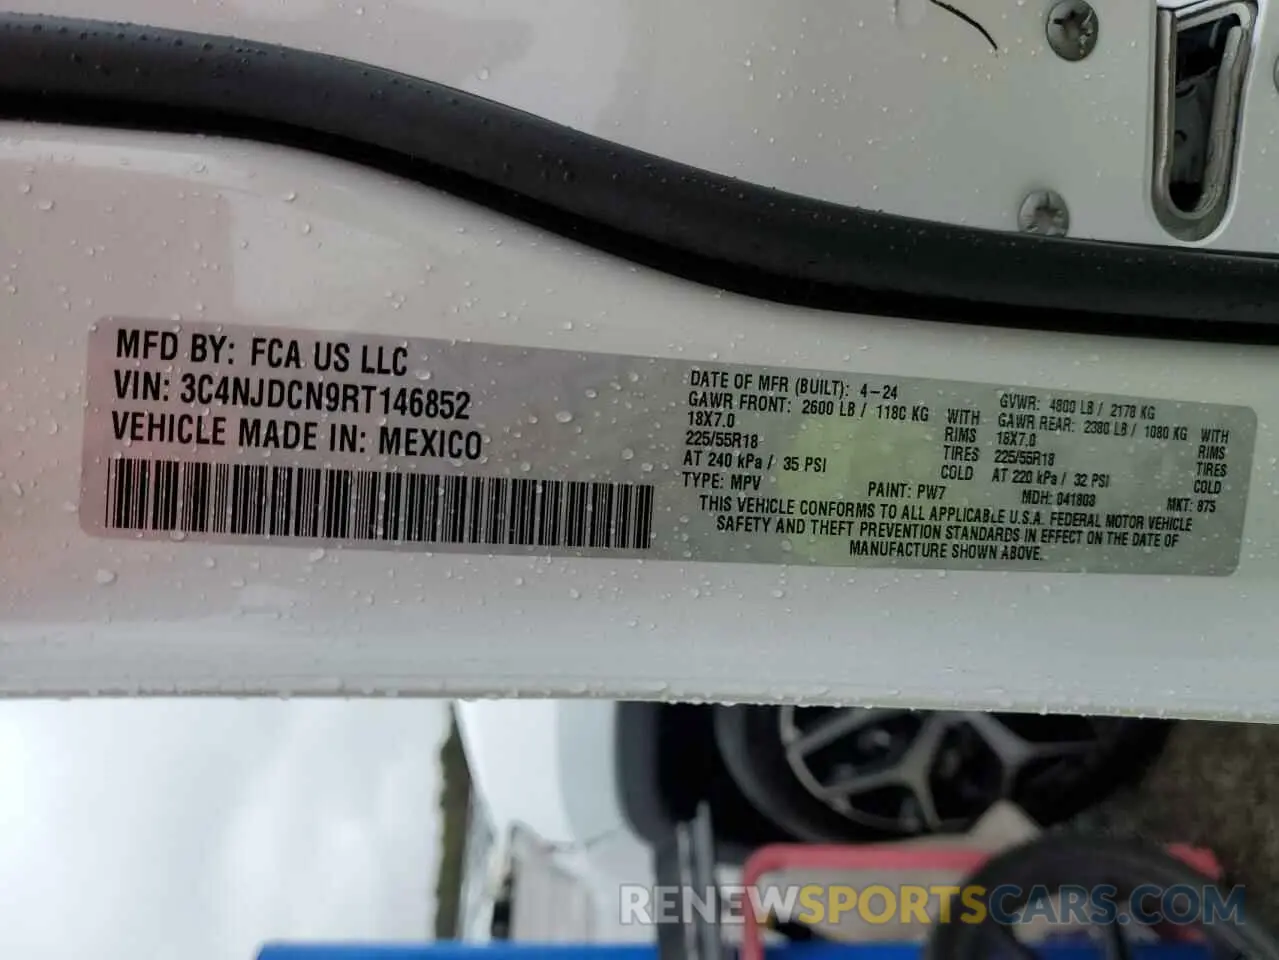 MFD BY: FCA US LLC
VIN: 3C4NJDCN9RT146852
VEHICLE MADE IN: MEXICO
DATE OF MFR (BUILT): 4-24
GAWR FRONT: 2600 LB / 1180 KG WITH
18X7.0 RIMS
225/55R18 TIRES
AT 240 kPa / 35 PSI COLD
GVWR: 4800 LB / 2178 KG
GAWR REAR: 2380 LB / 1080 KG WITH
18X7.0 RIMS
225/55R18 TIRES
AT 220 kPa / 32 PSI COLD
TYPE: MPV PAINT: PW7 MDH: 041803 MKT: 875
THIS VEHICLE CONFORMS TO ALL APPLICABLE U.S.A. FEDERAL MOTOR VEHICLE
SAFETY AND THEFT PREVENTION STANDARDS IN EFFECT ON THE DATE OF
MANUFACTURE SHOWN ABOVE.
RENEWSPORTSCARS.COM